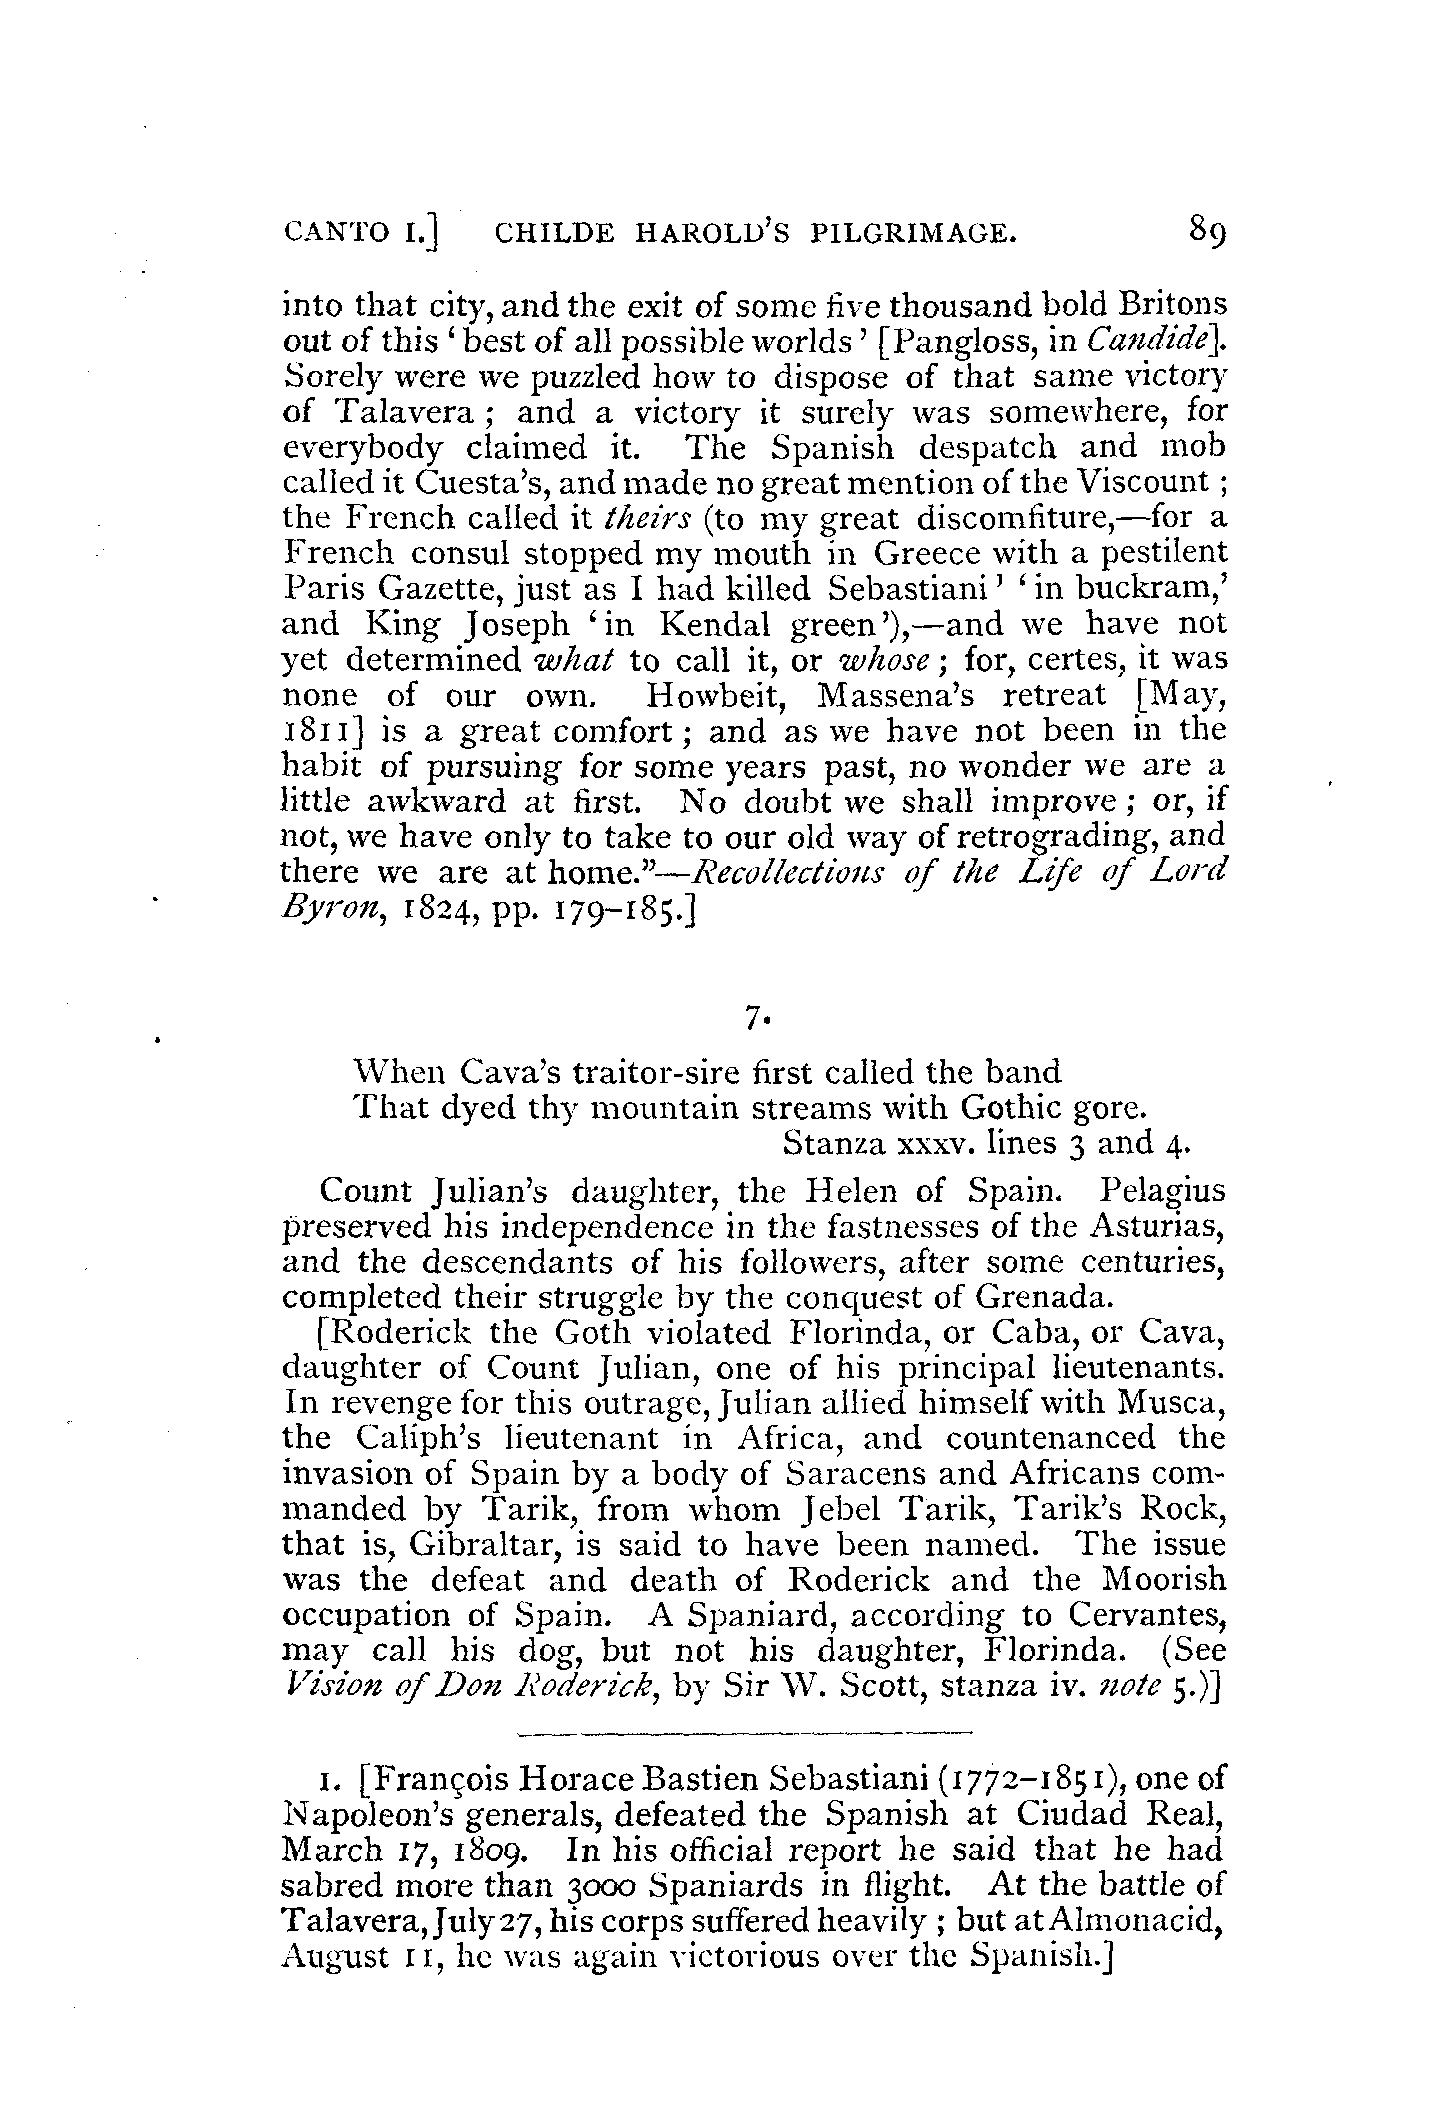 CANTO I.] CHILDE HAROLD'S PILGRIMAGE. 89
into that city, and the exit of some five thousand bold Britons
out of this ‘best of all possible worlds’ [Pangloss, in Candide].
Sorely were we puzzled how to dispose of that same victory
of Talavera; and a victory it surely was somewhere, for
everybody claimed it. The Spanish despatch and mob
called it Cuesta's, and made no great mention of the Viscount;
the French called it theirs (to my great discomfiture,—for a
French consul stopped my mouth in Greece with a pestilent
Paris Gazette, just as I had killed Sebastiani¹ ‘in buckram,’
and King Joseph ‘in Kendal green’),—and we have not
yet determined what to call it, or whose; for, certes, it was
none of our own. Howbeit, Massena's retreat [May,
1811] is a great comfort; and as we have not been in the
habit of pursuing for some years past, no wonder we are a
little awkward at first. No doubt we shall improve; or, if
not, we have only to take to our old way of retrograding, and
there we are at home.”—Recollections of the Life of Lord
Byron, 1824, pp. 179–185.]
7.
When Cava's traitor-sire first called the band
That dyed thy mountain streams with Gothic gore.
Stanza xxxv. lines 3 and 4.
Count Julian's daughter, the Helen of Spain. Pelagius
preserved his independence in the fastnesses of the Asturias,
and the descendants of his followers, after some centuries,
completed their struggle by the conquest of Grenada.
[Roderick the Goth violated Florinda, or Caba, or Cava,
daughter of Count Julian, one of his principal lieutenants.
In revenge for this outrage, Julian allied himself with Musca,
the Caliph's lieutenant in Africa, and countenanced the
invasion of Spain by a body of Saracens and Africans com-
manded by Tarik, from whom Jebel Tarik, Tarik's Rock,
that is, Gibraltar, is said to have been named. The issue
was the defeat and death of Roderick and the Moorish
occupation of Spain. A Spaniard, according to Cervantes,
may call his dog, but not his daughter, Florinda. (See
Vision of Don Roderick, by Sir W. Scott, stanza iv. note 5.)]
1. [François Horace Bastien Sebastiani (1772–1851), one of
Napoleon's generals, defeated the Spanish at Ciudad Real,
March 17, 1809. In his official report he said that he had
sabred more than 3000 Spaniards in flight. At the battle of
Talavera, July 27, his corps suffered heavily; but at Almonacid,
August 11, he was again victorious over the Spanish.]